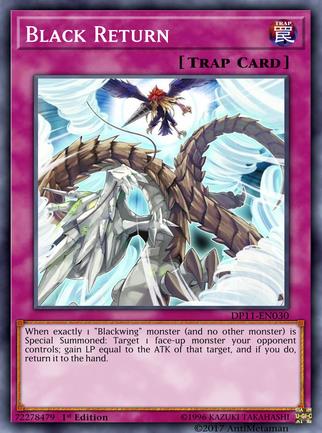 Black Return
TRAP
罠
[Trap Card]
DP11-EN030
When exactly 1 "Blackwing" monster (and no other monster) is
Special Summoned: Target 1 face-up monster your opponent
controls; gain LP equal to the ATK of that target, and if you do,
return it to the hand.
72278479 1st Edition ©1996 KAZUKI TAKAHASHI
©2017 AntiMetaman